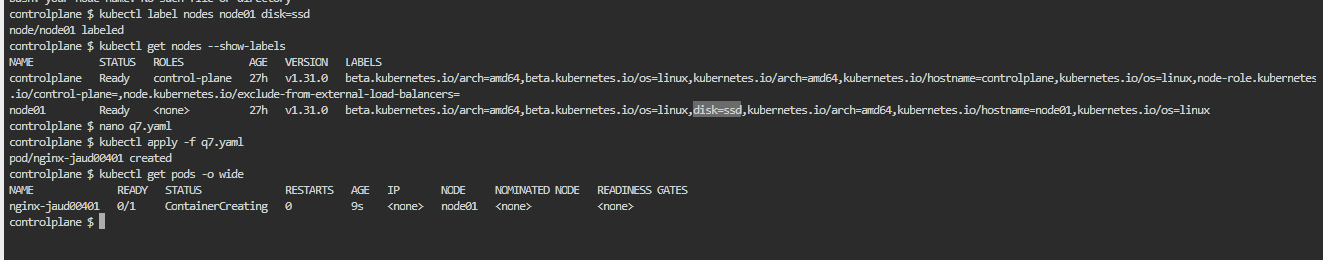 controlplane $ kubectl label nodes node01 disk=ssd
node/node01 labeled
controlplane $ kubectl get nodes --show-labels
NAME STATUS ROLES AGE VERSION LABELS
controlplane Ready control-plane 27h v1.31.0 beta.kubernetes.io/arch=amd64,beta.kubernetes.io/os=linux,kubernetes.io/arch=amd64,kubernetes.io/hostname=controlplane,kubernetes.io/os=linux,node-role.kubernetes
.io/control-plane=,node.kubernetes.io/exclude-from-external-load-balancers=
node01 Ready <none> 27h v1.31.0 beta.kubernetes.io/arch=amd64,beta.kubernetes.io/os=linux,disk=ssd,kubernetes.io/arch=amd64,kubernetes.io/hostname=node01,kubernetes.io/os=linux
controlplane $ nano q7.yaml
controlplane $ kubectl apply -f q7.yaml
pod/nginx-jaud00401 created
controlplane $ kubectl get pods -o wide
NAME READY STATUS RESTARTS AGE IP NODE NOMINATED NODE READINESS GATES
nginx-jaud00401 0/1 ContainerCreating 0 9s <none> node01 <none> <none>
controlplane $